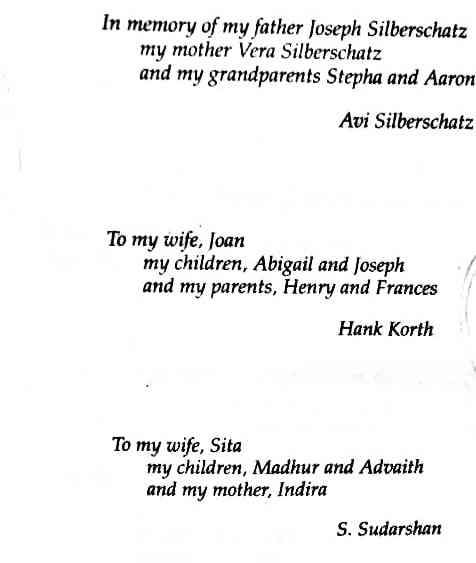 In memory of my father Joseph Silberschatz
my mother Vera Silberschatz
and my grandparents Stepha and Aaron
Avi Silberschatz
To my wife, Joan
my children, Abigail and Joseph
and my parents, Henry and Frances
Hank Korth
To my wife, Sita
my children, Madhur and Advaith
and my mother, Indira
S. Sudarshan